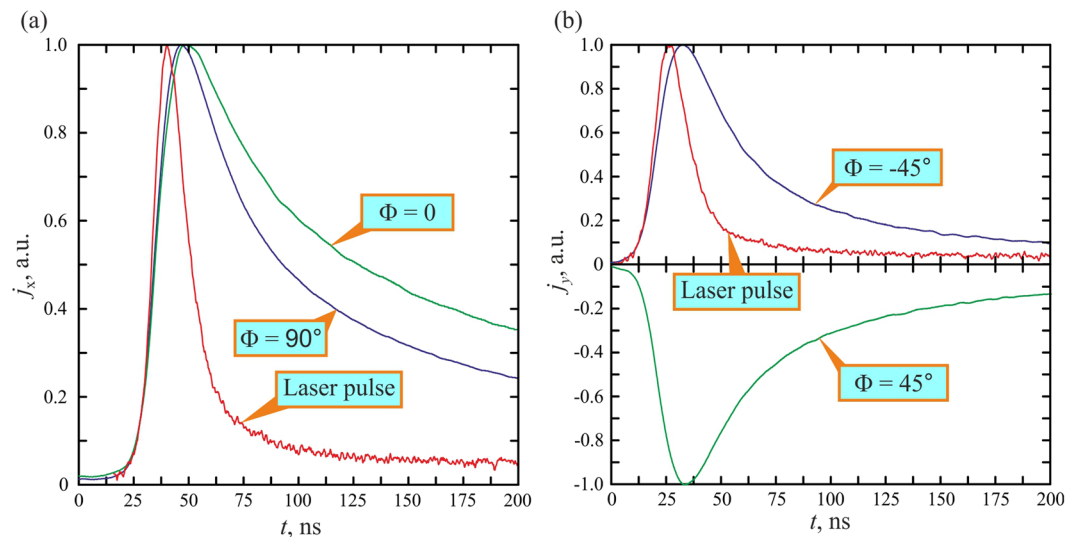 (a)
1.0
0.8
0.6
0.4
0.2
0
jx, a.u.
0 25 50 75 100 125 150 175 200
t, ns
Φ = 0
Φ = 90°
Laser pulse
(b)
1.0
0.8
0.6
0.4
0.2
0
-0.2
-0.4
-0.6
-0.8
-1.0
jy, a.u.
0 25 50 75 100 125 150 175 200
t, ns
Φ = -45°
Laser pulse
Φ = 45°